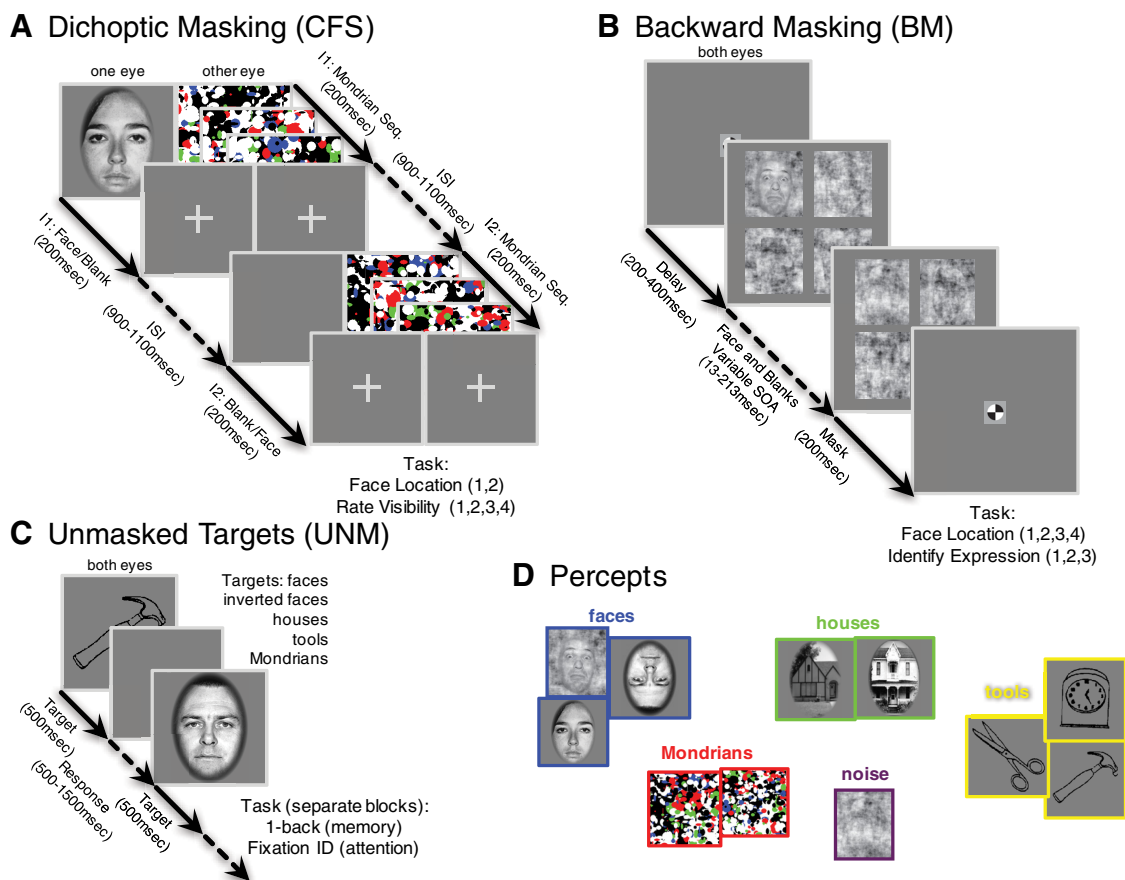 A Dichoptic Masking (CFS)
one eye
other eye
I1: Mondrian Seq.
(200msec)
ISI
(900-1100msec)
I2: Mondrian Seq.
(200msec)
I1: Face/Blank
(200msec)
ISI
(900-1100msec)
I2: Blank/Face
(200msec)
Task:
Face Location (1,2)
Rate Visibility (1,2,3,4)
B Backward Masking (BM)
both eyes
Delay
(200-400msec)
Face and Blanks
Variable SOA
(13-213msec)
Mask
(200msec)
Task:
Face Location (1,2,3,4)
Identify Expression (1,2,3)
C Unmasked Targets (UNM)
both eyes
Targets: faces
inverted faces
houses
tools
Mondrians
Target
(500msec)
Response
(500-1500msec)
Target
(500msec)
Task (separate blocks):
1-back (memory)
Fixation ID (attention)
D Percepts
faces
houses
tools
Mondrians
noise